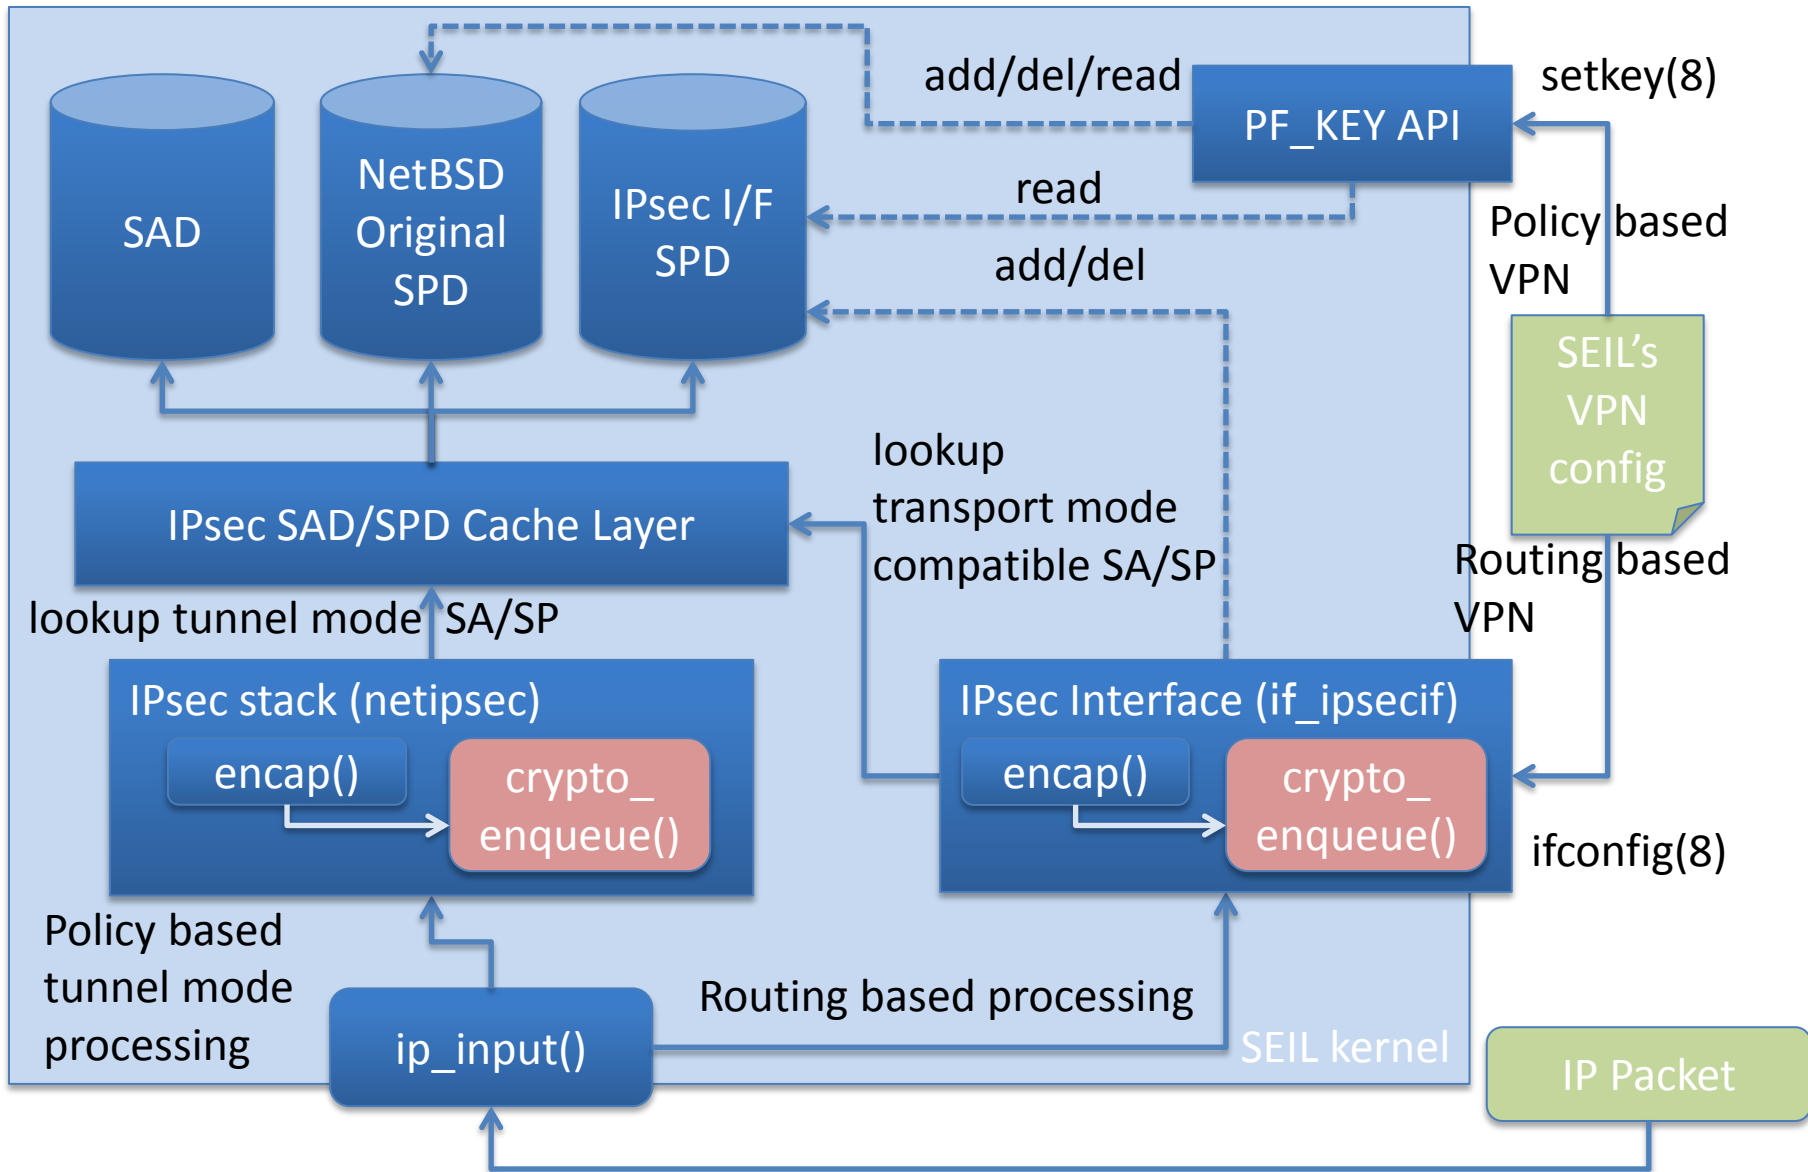 add/del/read
setkey(8)
PF_KEY API
SAD
NetBSD
Original
SPD
IPsec I/F
SPD
read
add/del
Policy based
VPN
SEIL's
VPN
config
lookup
transport mode
compatible SA/SP
IPsec SAD/SPD Cache Layer
Routing based
VPN
lookup tunnel mode SA/SP
IPsec stack (netipsec)
encap()
crypto_
enqueue()
IPsec Interface (if_ipsecif)
encap()
crypto_
enqueue()
ifconfig(8)
Policy based
tunnel mode
processing
Routing based processing
ip_input()
SEIL kernel
IP Packet